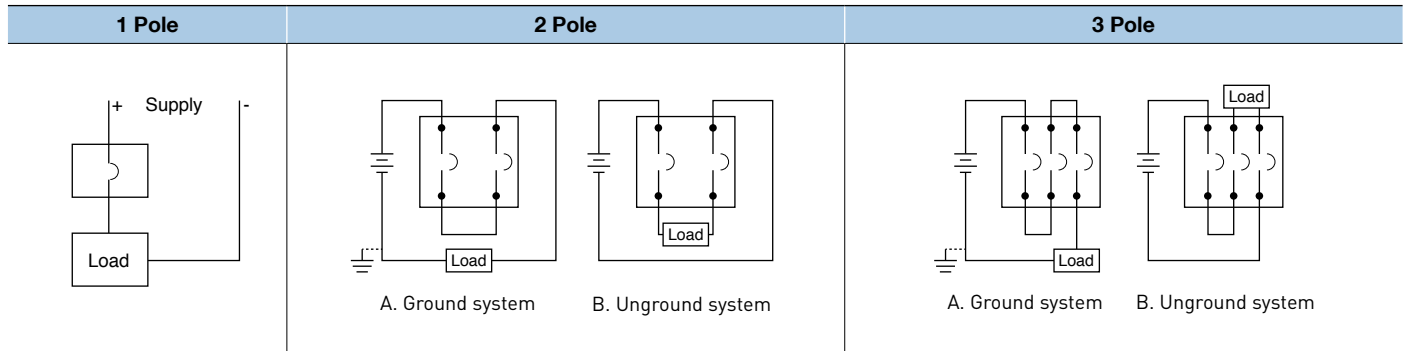 1 Pole
2 Pole
3 Pole
+ Supply -
Load
Load
A. Ground system
Load
B. Unground system
Load
A. Ground system
Load
B. Unground system